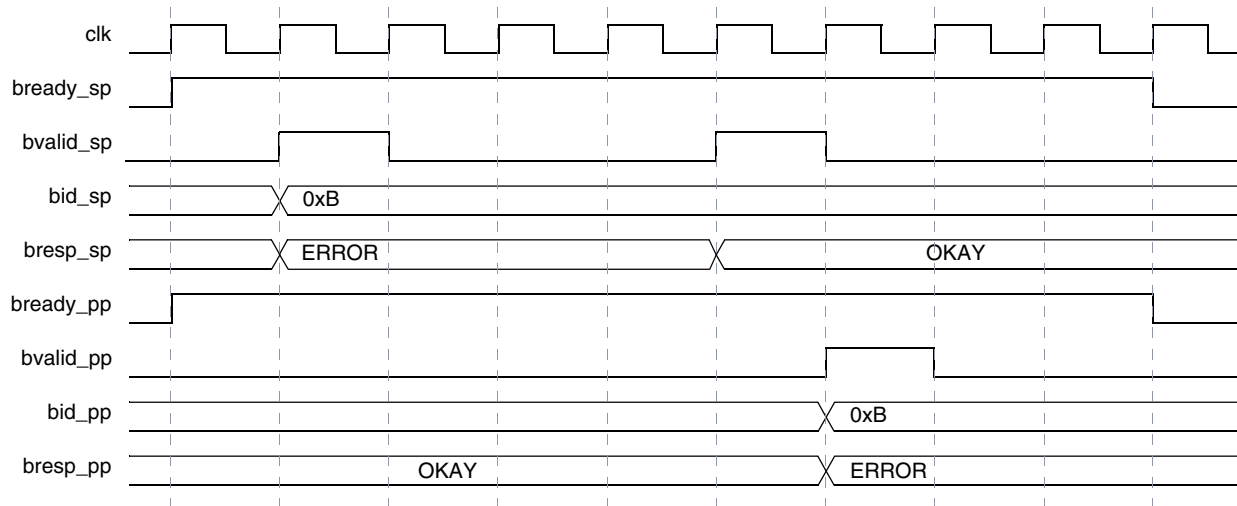 clk
bready_sp
bvalid_sp
bid_sp 0xB
bresp_sp ERROR OKAY
bready_pp
bvalid_pp
bid_pp 0xB
bresp_pp OKAY ERROR